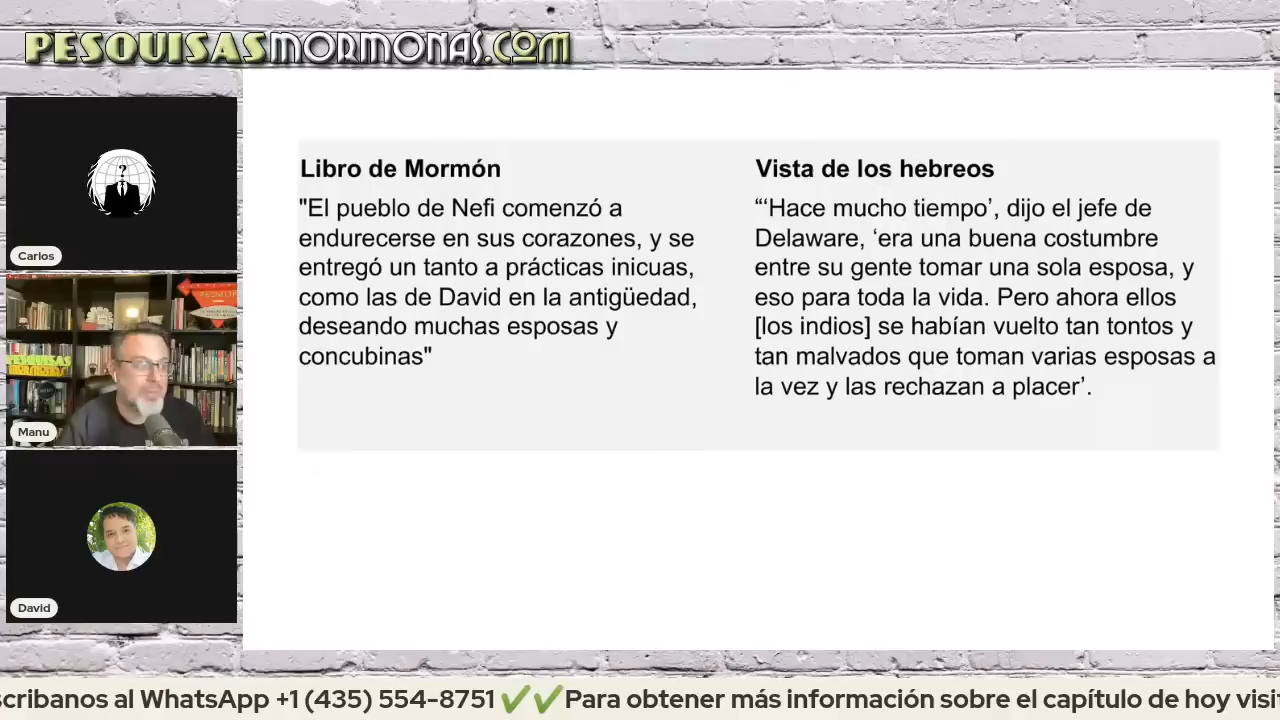 PESQUISASMORMONAS.COM
Carlos
Manu
David
Libro de Mormón
"El pueblo de Nefi comenzó a
endurecerse en sus corazones, y se
entregó un tanto a prácticas inicuas,
como las de David en la antigüedad,
deseando muchas esposas y
concubinas"
Vista de los hebreos
“‘Hace mucho tiempo’, dijo el jefe de
Delaware, ‘era una buena costumbre
entre su gente tomar una sola esposa, y
eso para toda la vida. Pero ahora ellos
[los indios] se habían vuelto tan tontos y
tan malvados que toman varias esposas a
la vez y las rechazan a placer’.
scribanos al WhatsApp +1 (435) 554-8751 ✅✅Para obtener más información sobre el capítulo de hoy visi